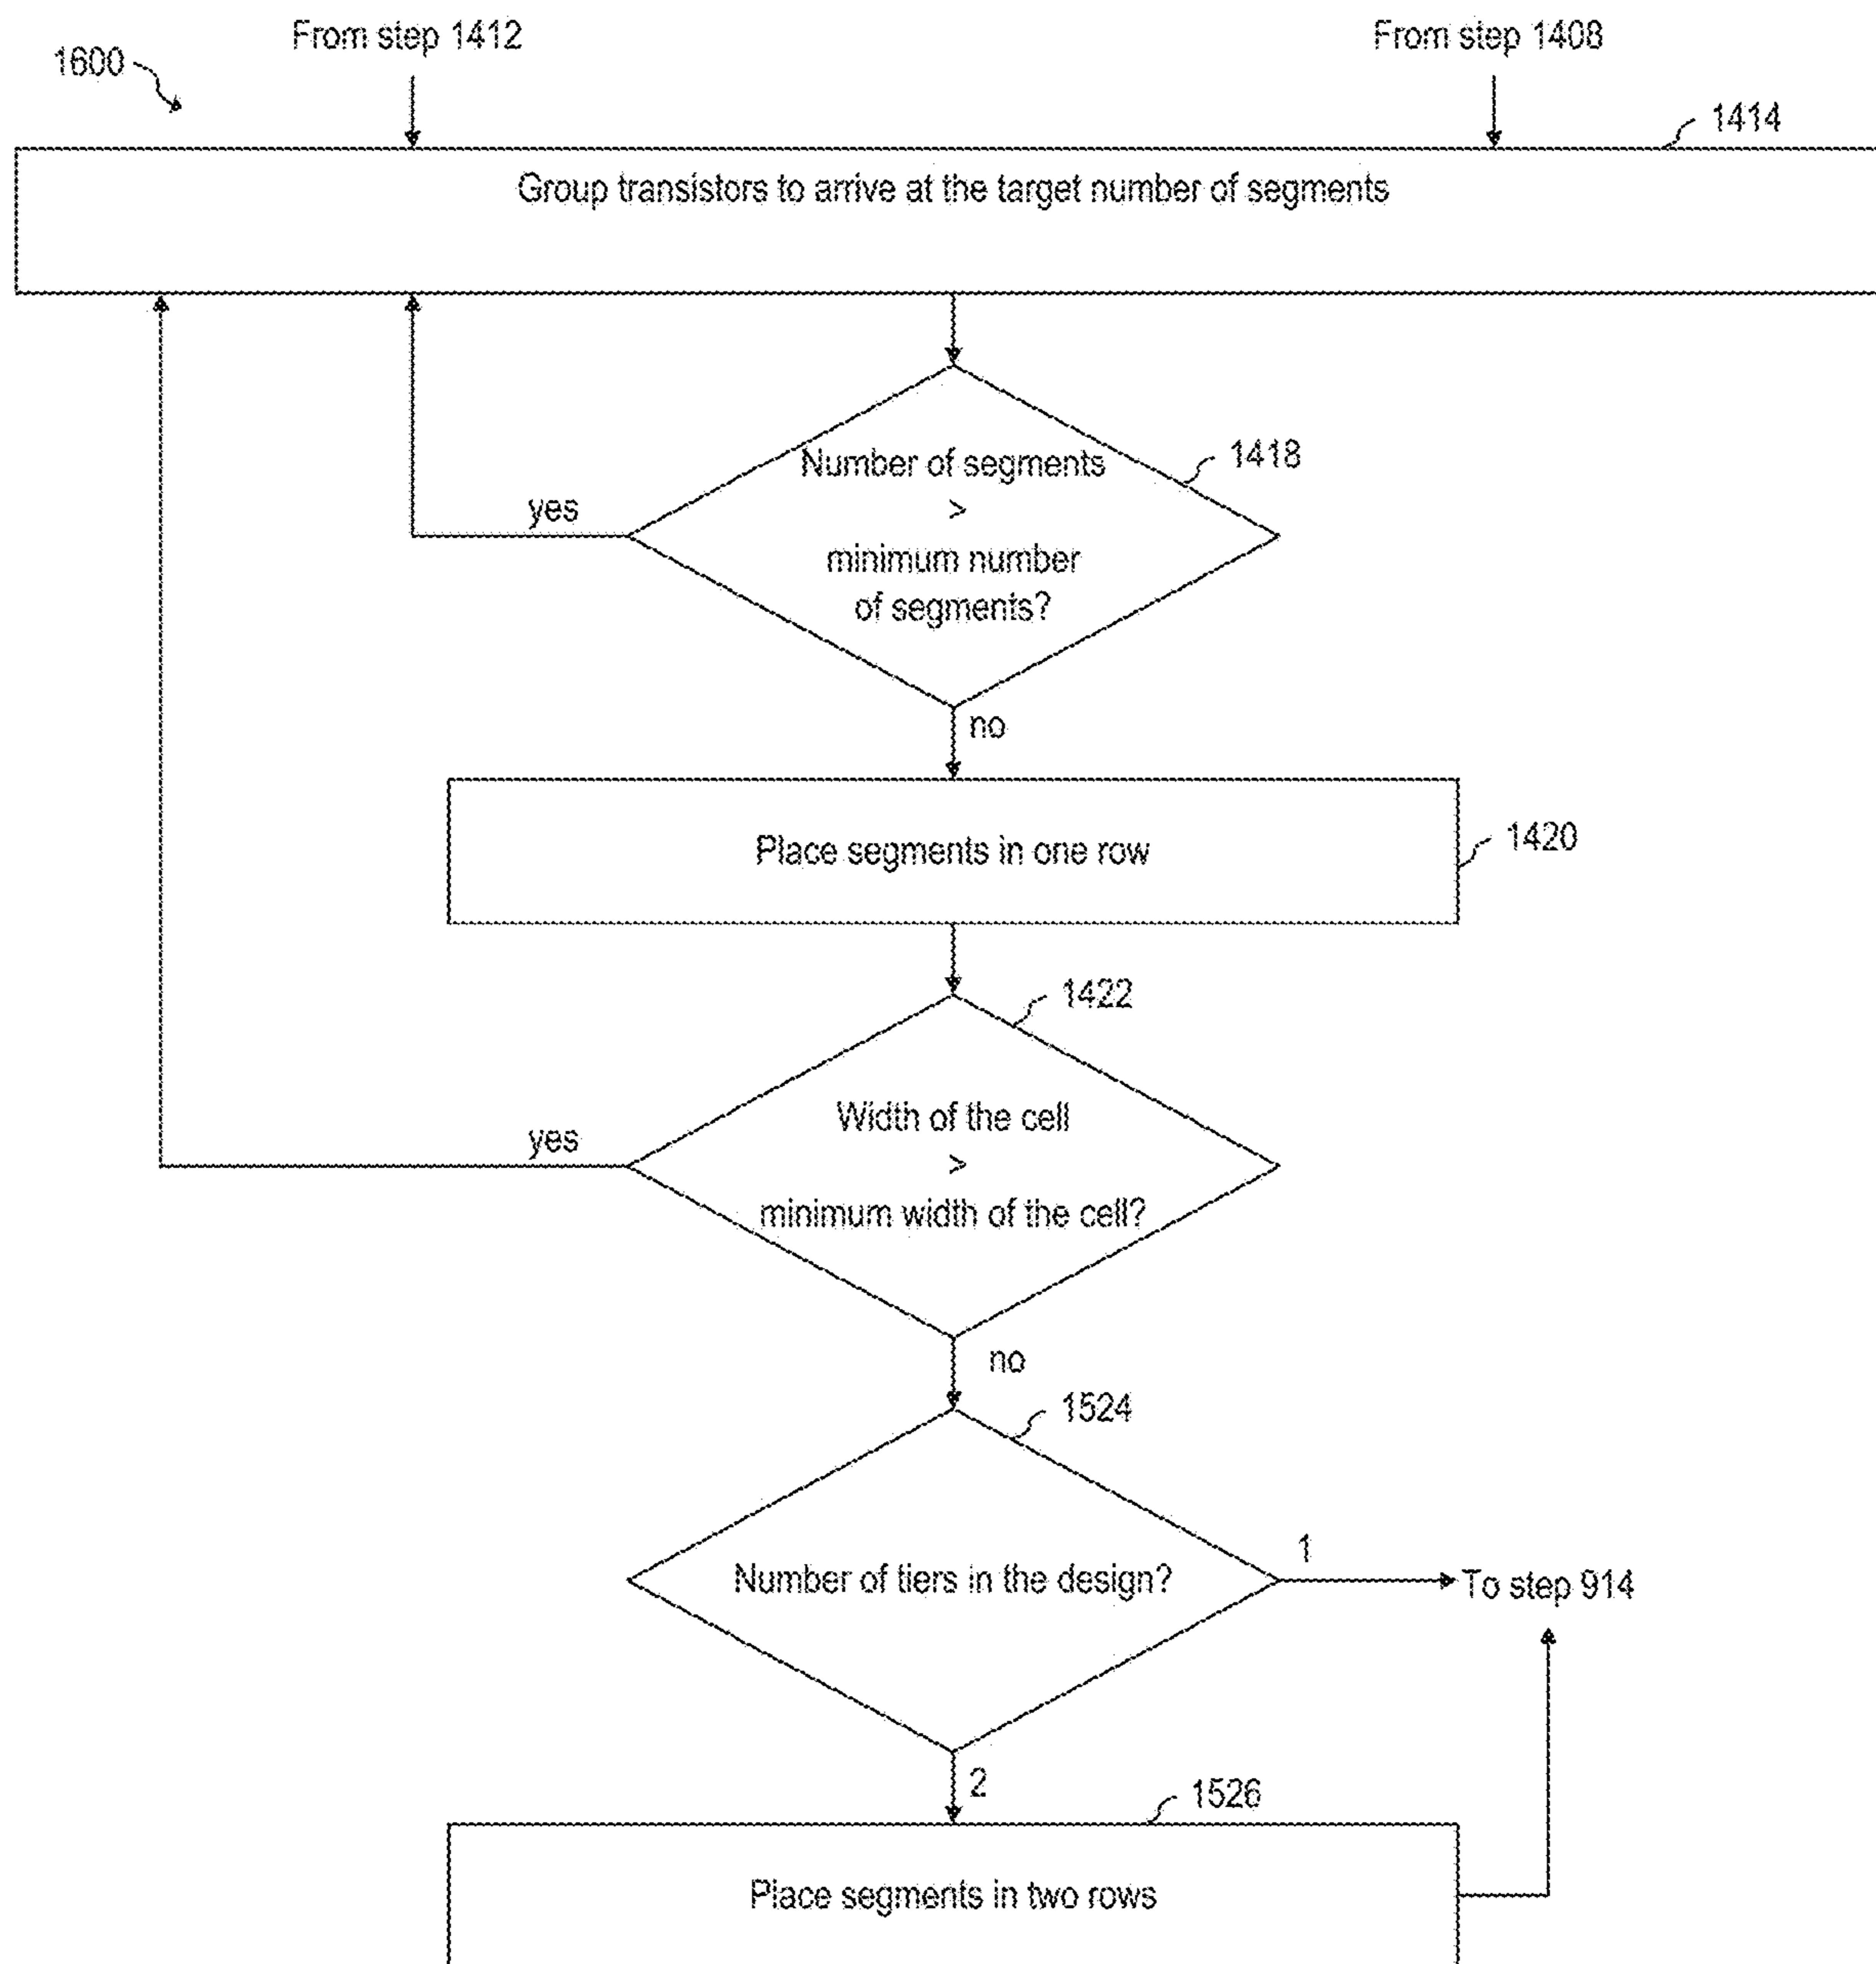 From step 1412
From step 1408
1600
1414
Group transistors to arrive at the target number of segments
Number of segments
>
minimum number
of segments?
1418
yes
no
Place segments in one row
1420
1422
Width of the cell
>
minimum width of the cell?
yes
no
1524
Number of tiers in the design?
1
To step 914
2
1526
Place segments in two rows